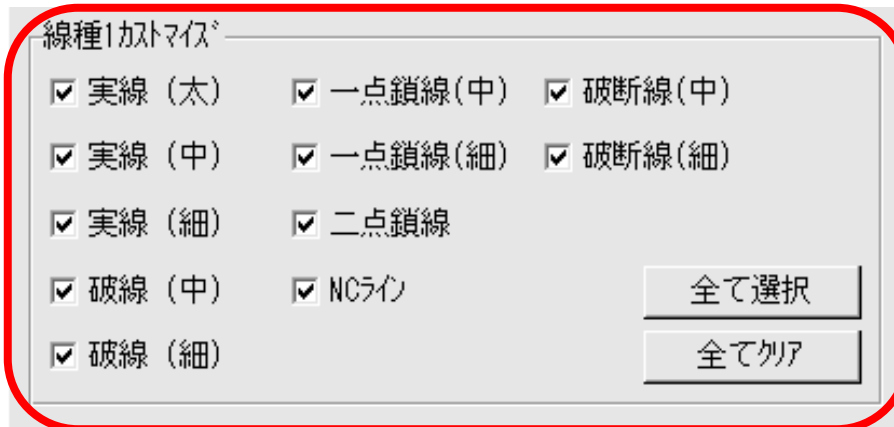 線種1ｶｽﾄﾏｲｽﾞ
実線（太） 一点鎖線(中) 破断線(中)
実線（中） 一点鎖線(細) 破断線(細)
実線（細） 二点鎖線
破線（中） NCﾗｲﾝ 全て選択
破線（細） 全てｸﾘｱ